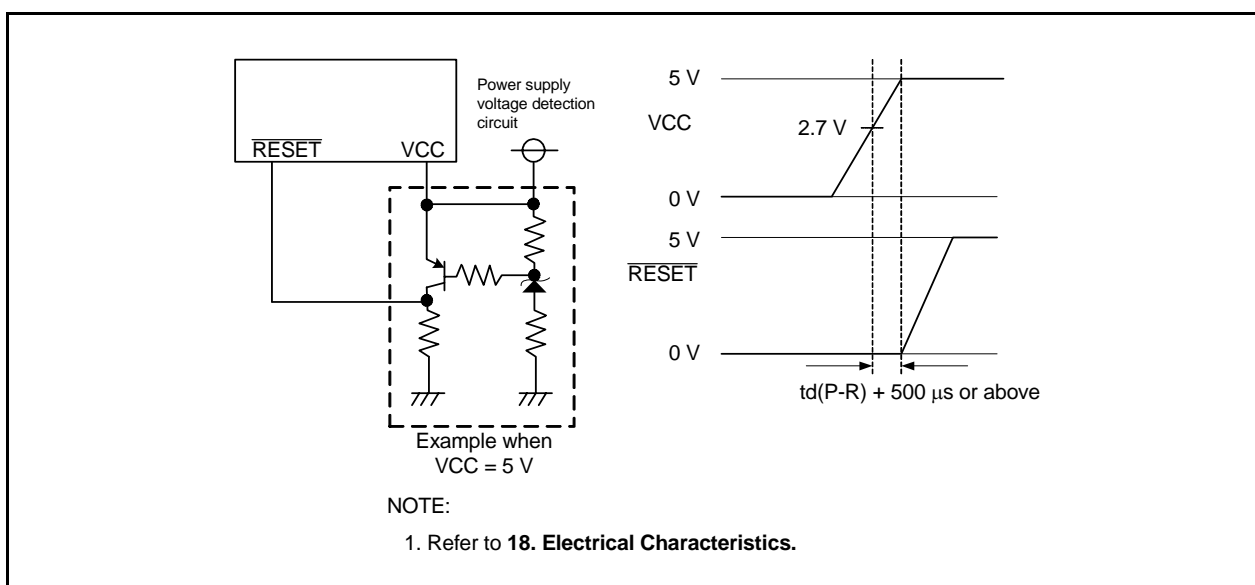 Power supply
voltage detection
circuit
RESET VCC
Example when
VCC = 5 V
5 V
VCC
2.7 V
0 V
5 V
RESET
0 V
td(P-R) + 500 µs or above
NOTE:
1. Refer to 18. Electrical Characteristics.